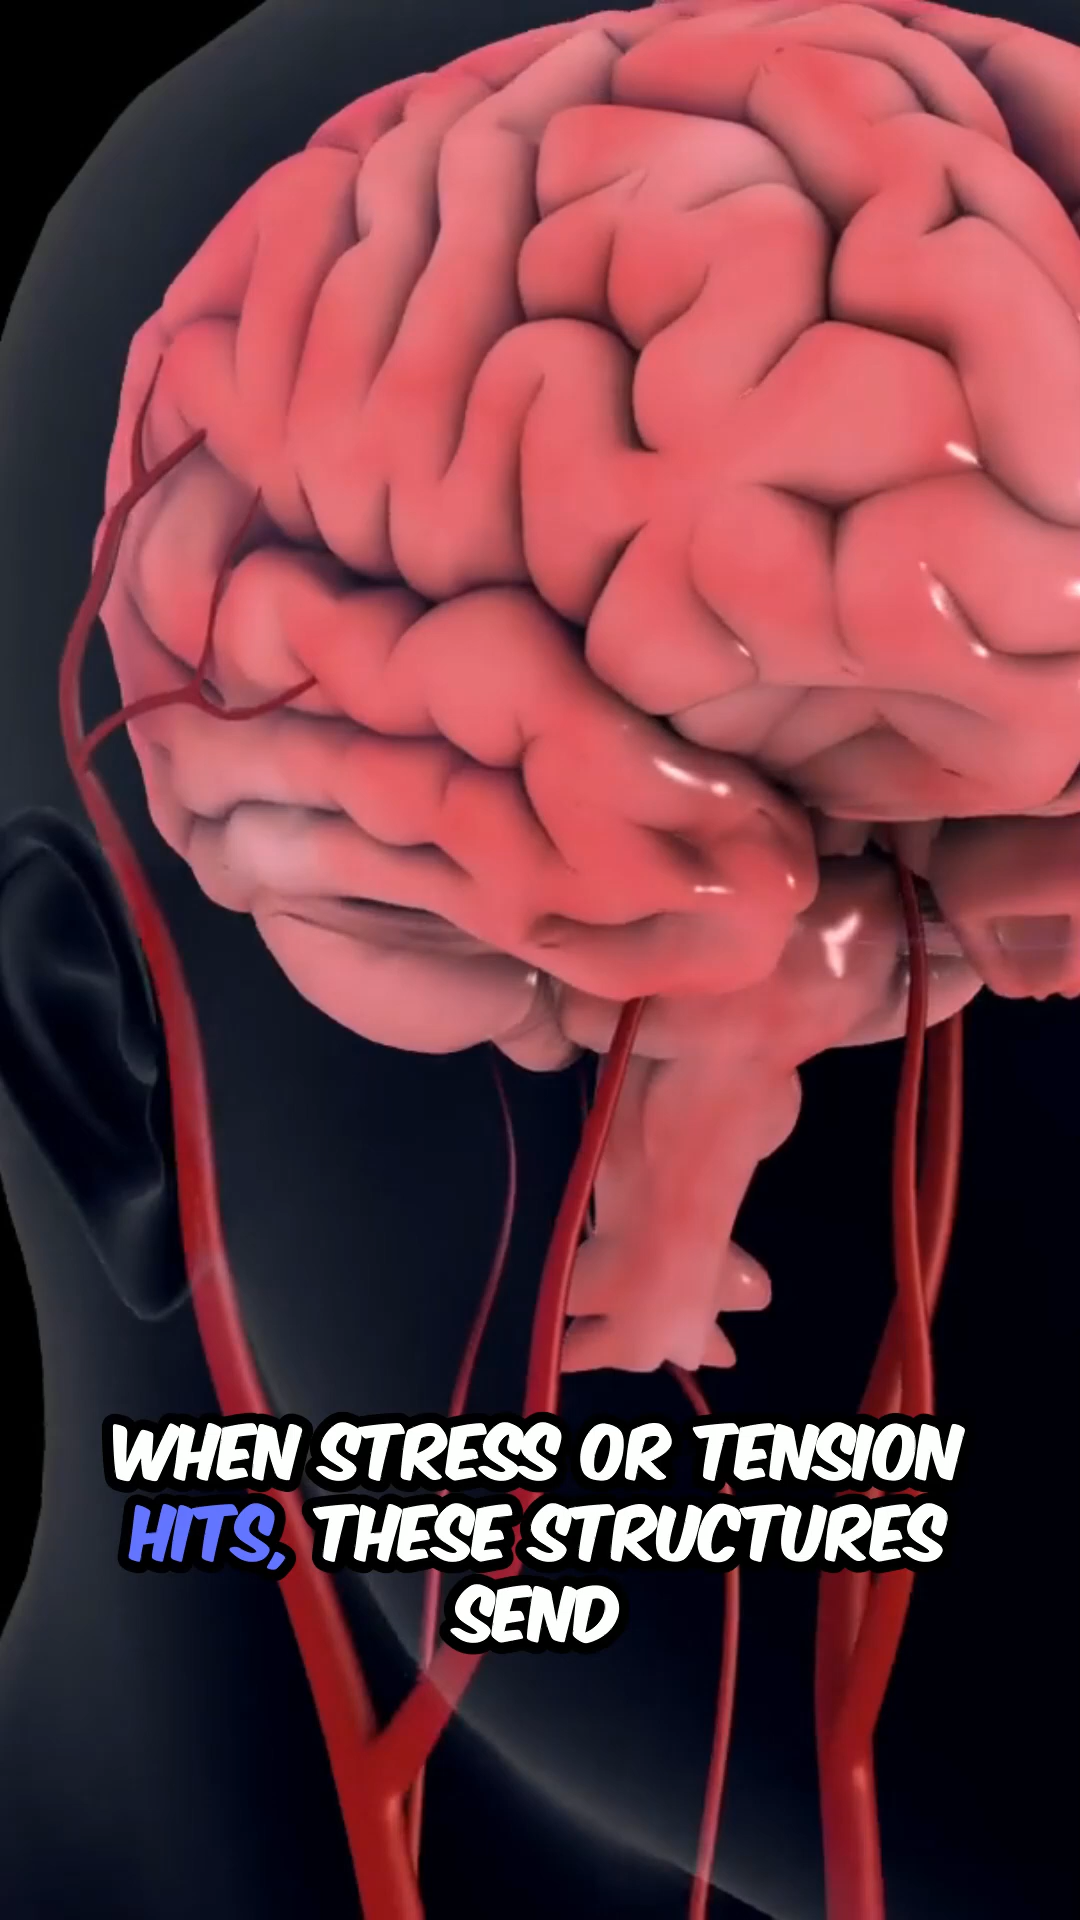 WHEN STRESS OR TENSION
HITS, THESE STRUCTURES
SEND